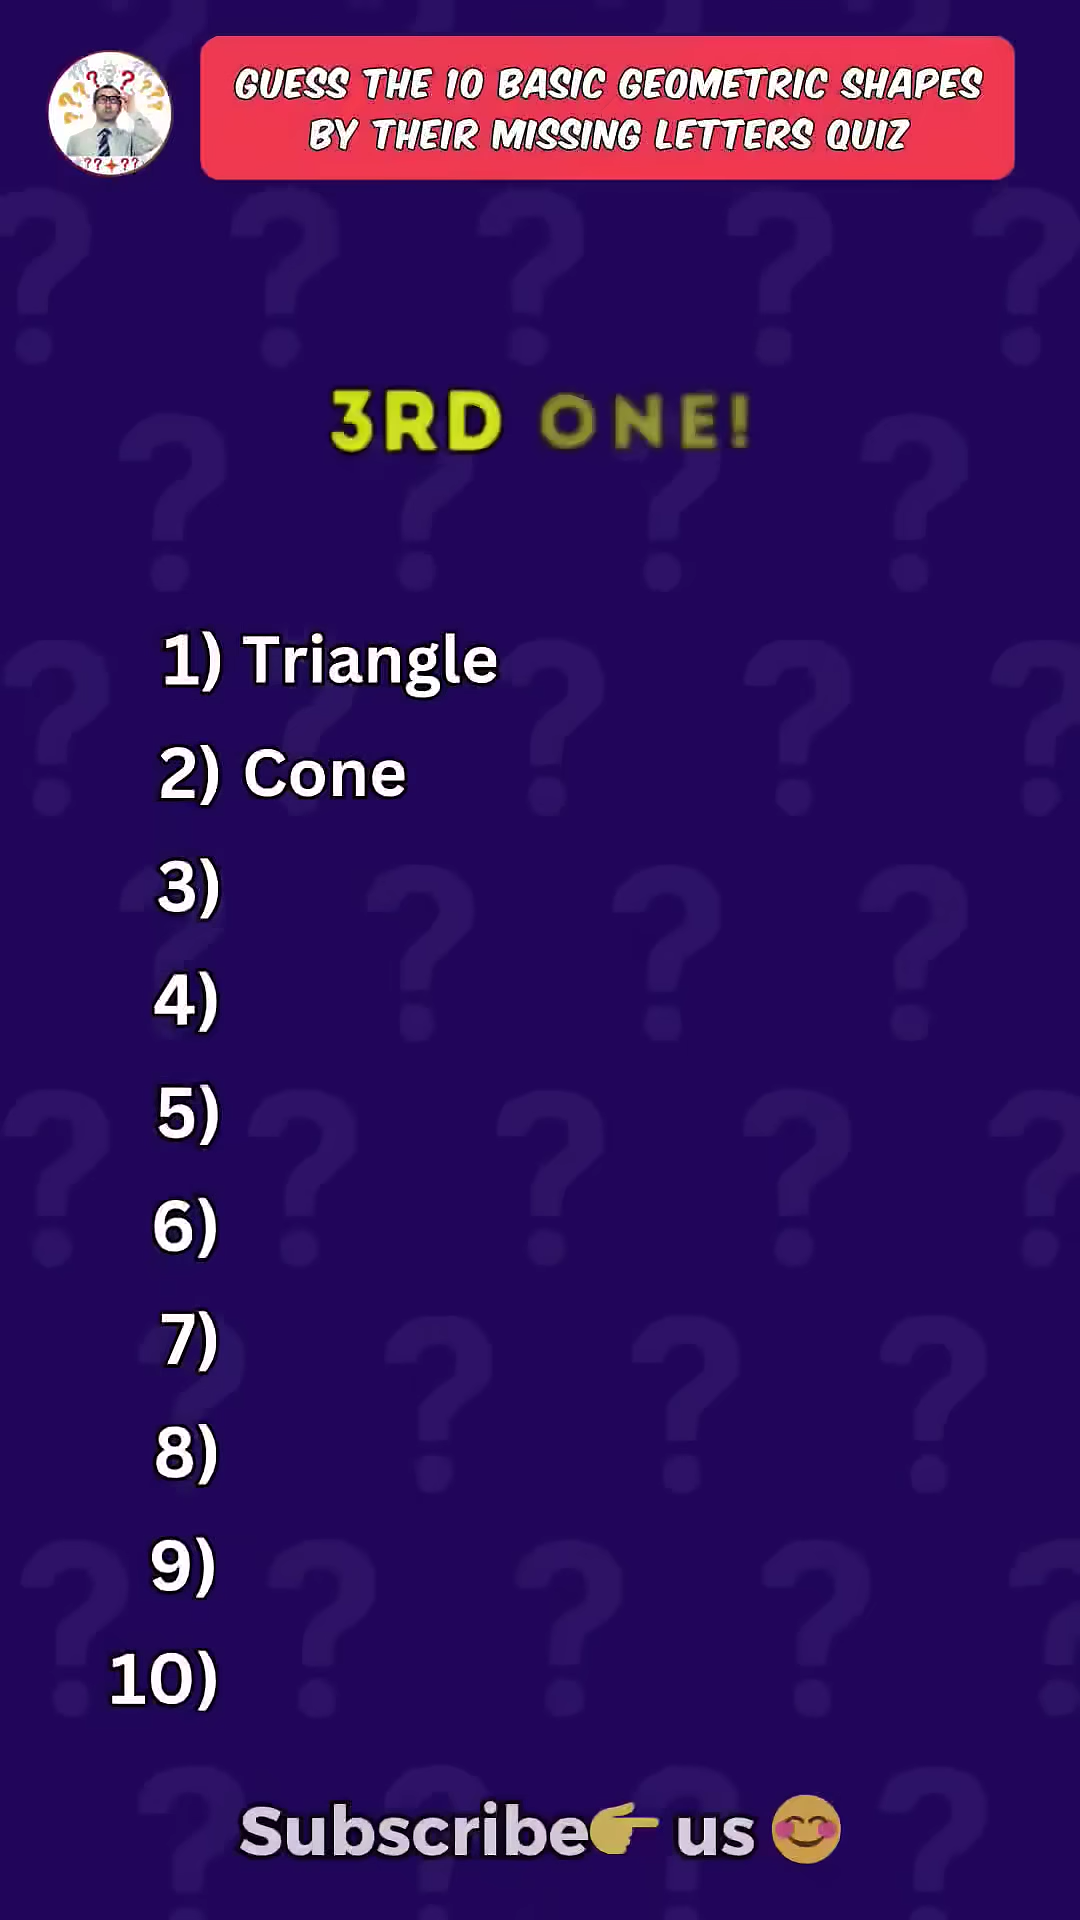 GUESS THE 10 BASIC GEOMETRIC SHAPES
BY THEIR MISSING LETTERS QUIZ
3RD ONE!
1) Triangle
2) Cone
3)
4)
5)
6)
7)
8)
9)
10)
Subscribe👉 us 😊